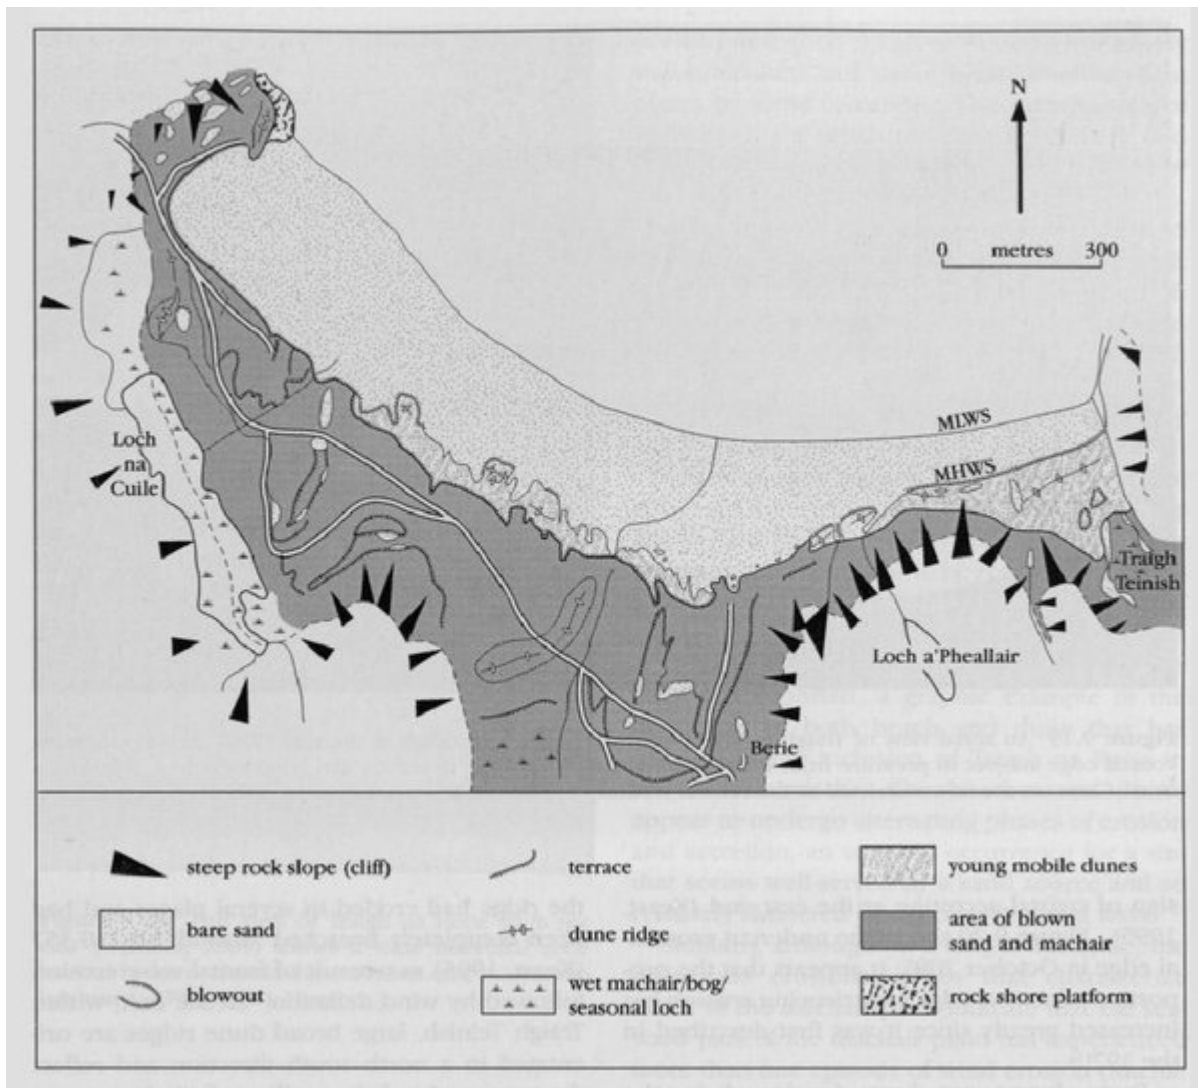 N
0 metres 300
MLWS
MHWS
Loch
na
Cuile
Traigh
Teinish
Loch a'Pheallair
Berie
steep rock slope (cliff)
terrace
young mobile dunes
bare sand
dune ridge
area of blown
sand and machair
blowout
wet machair/bog/
seasonal loch
rock shore platform